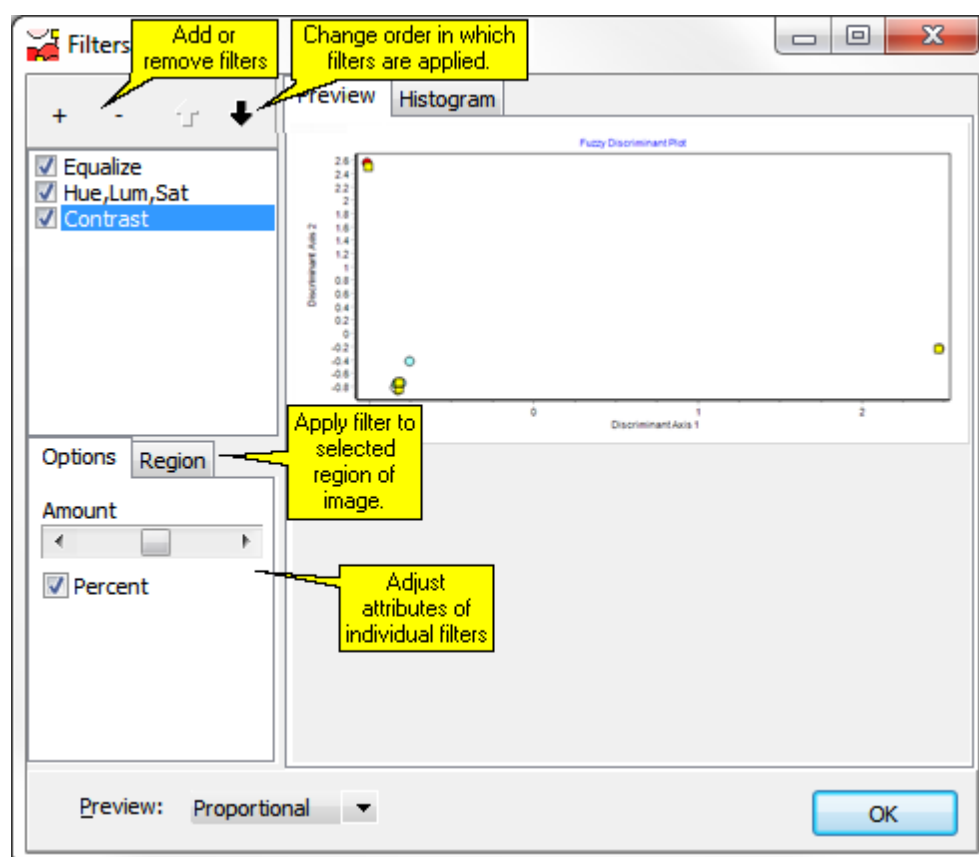 Filters
Add or
remove filters
Change order in which
filters are applied.
+
-
Preview
Histogram
Equalize
Hue,Lum,Sat
Contrast
Fuzzy Discriminant Plot
Discriminant Axis 2
2.6
2.4
2.2
2
1.8
1.6
1.4
1.2
1
0.8
0.6
0.4
0.2
0
-0.2
-0.4
-0.6
-0.8
0
1
2
Discriminant Axis 1
Apply filter to
selected
region of
image.
Options
Region
Amount
Percent
Adjust
attributes of
individual filters
Preview:
Proportional
OK